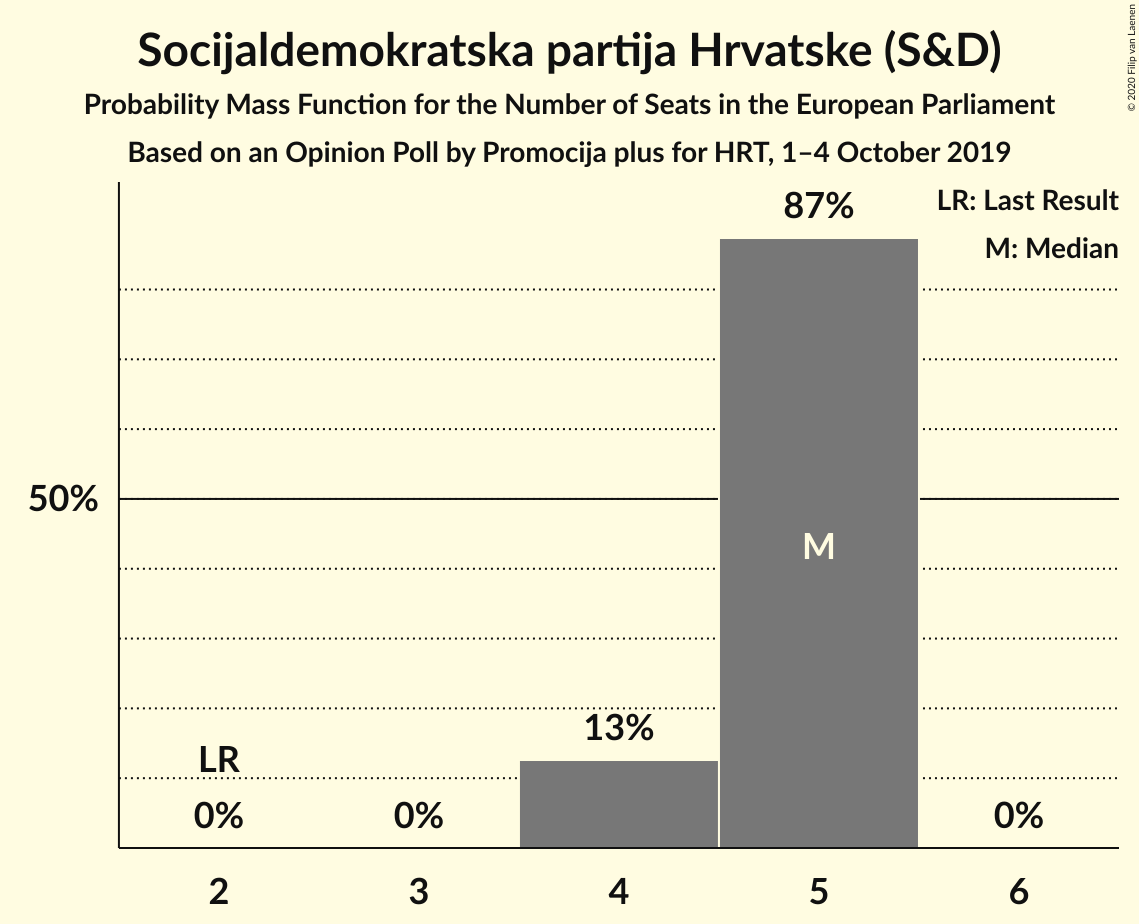 Socijaldemokratska partija Hrvatske (S&D)
Probability Mass Function for the Number of Seats in the European Parliament
Based on an Opinion Poll by Promocija plus for HRT, 1–4 October 2019
© 2020 Filip van Laenen
LR: Last Result
M: Median
87%
50%
M
13%
LR
0%
0%
0%
2
3
4
5
6